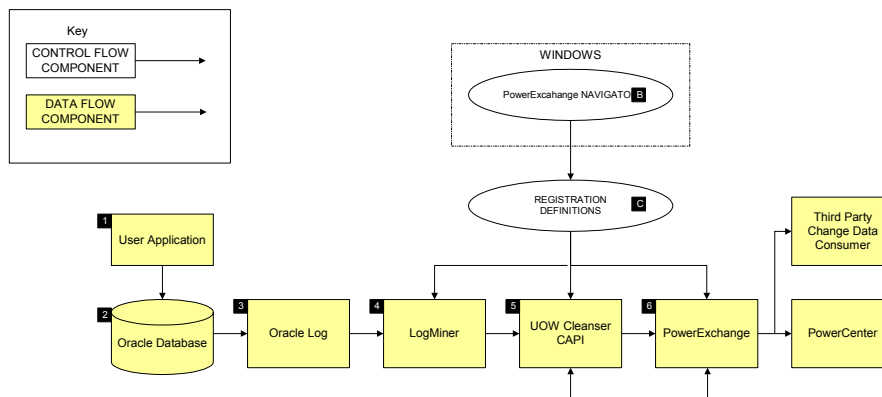 Key
CONTROL FLOW
COMPONENT
DATA FLOW
COMPONENT
WINDOWS
PowerExcahange NAVIGATO
B
REGISTRATION
DEFINITIONS
C
1
User Application
2
Oracle Database
3
Oracle Log
4
LogMiner
5
UOW Cleanser
CAPI
6
PowerExchange
Third Party
Change Data
Consumer
PowerCenter